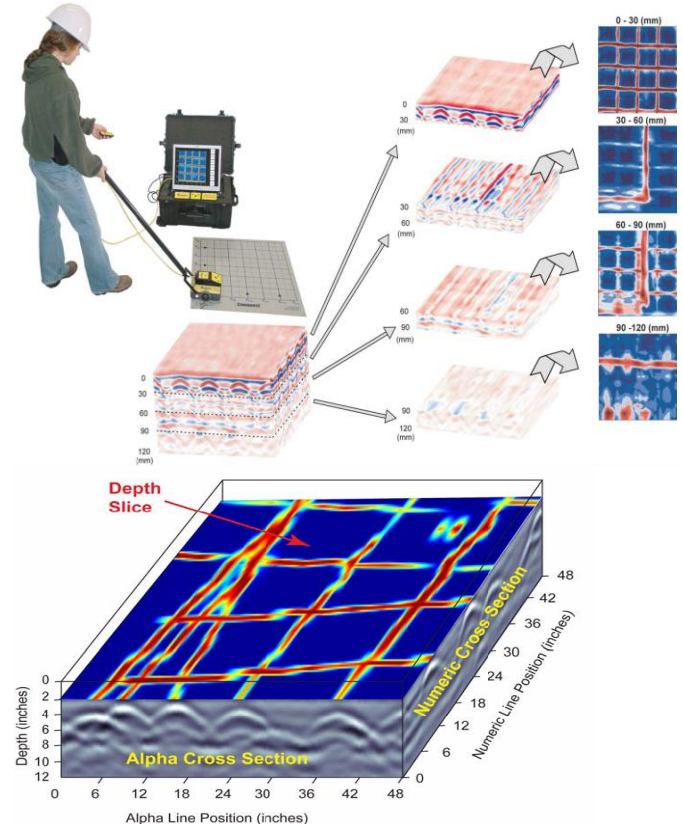 0 - 30 (mm)
0
30
(mm)
30 - 60 (mm)
30
60
(mm)
60 - 90 (mm)
60
90
(mm)
90 -120 (mm)
90
120
(mm)
0
30
60
90
120
(mm)
Depth
Slice
0
2
4
6
8
10
12
Depth (inches)
Alpha Cross Section
0 6 12 18 24 30 36 42 48
Alpha Line Position (inches)
Numeric Cross Section
0
6
12
18
24
30
36
42
48
Numeric Line Position (inches)